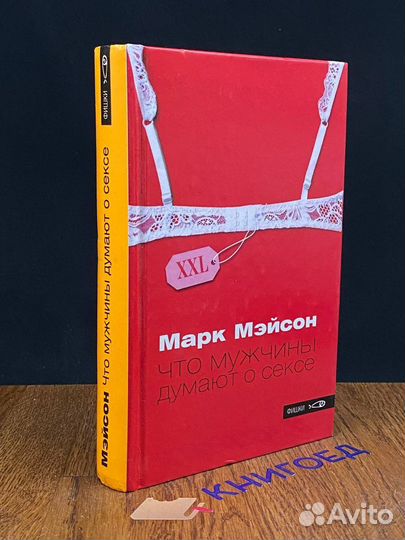 ФИШКИ
Мэйсон Что мужчины думают о сексе
XXL
Марк Мэйсон
что мужчины
думают о сексе
ФИШКИ
КНИГОЕД
Avito